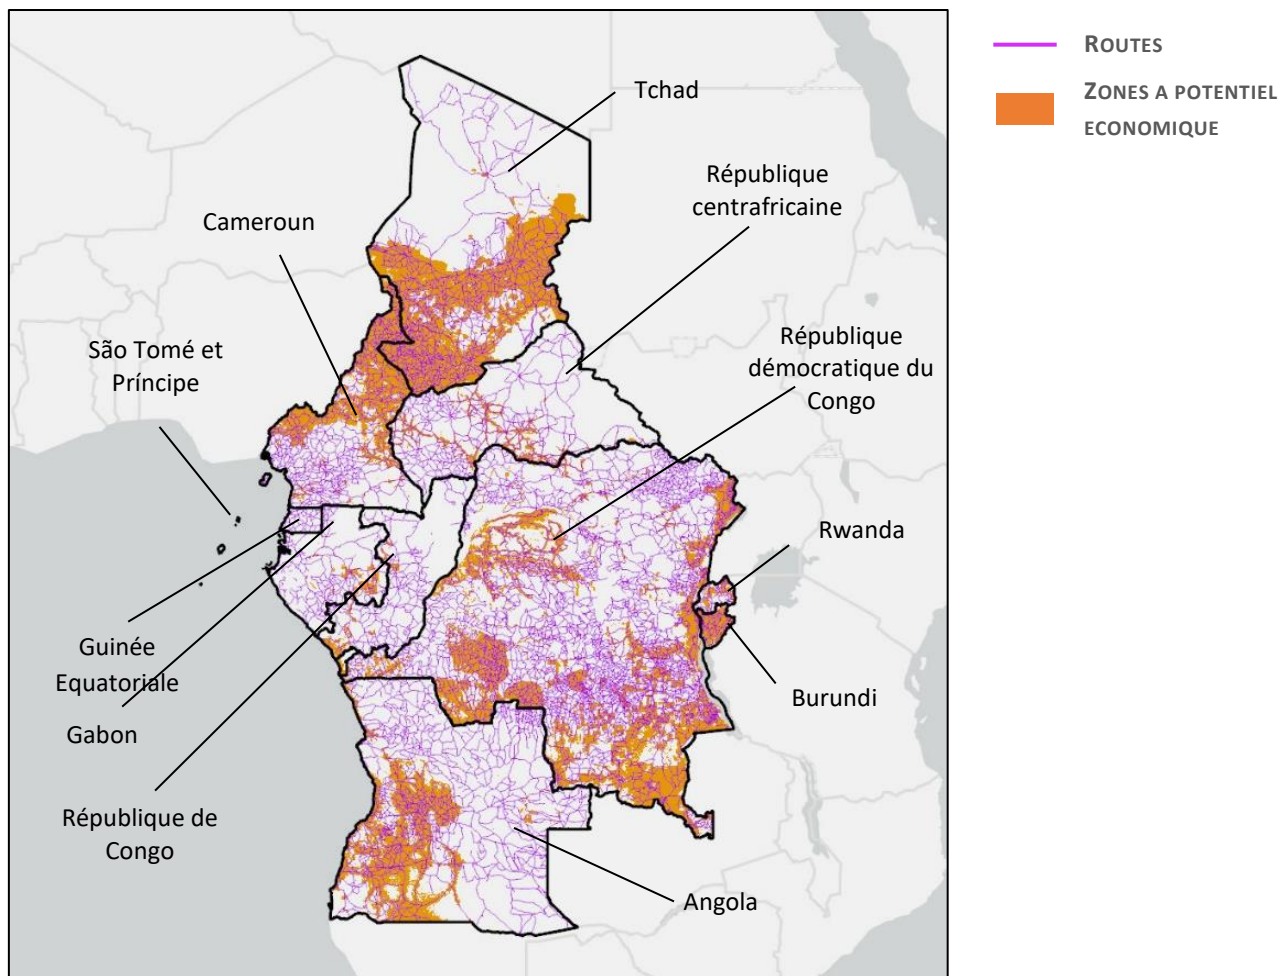 ROUTES
ZONES A POTENTIEL
ECONOMIQUE
Tchad
République
centrafricaine
Cameroun
République
démocratique du
Congo
São Tomé et
Príncipe
Rwanda
Guinée
Equatoriale
Burundi
Gabon
République de
Congo
Angola